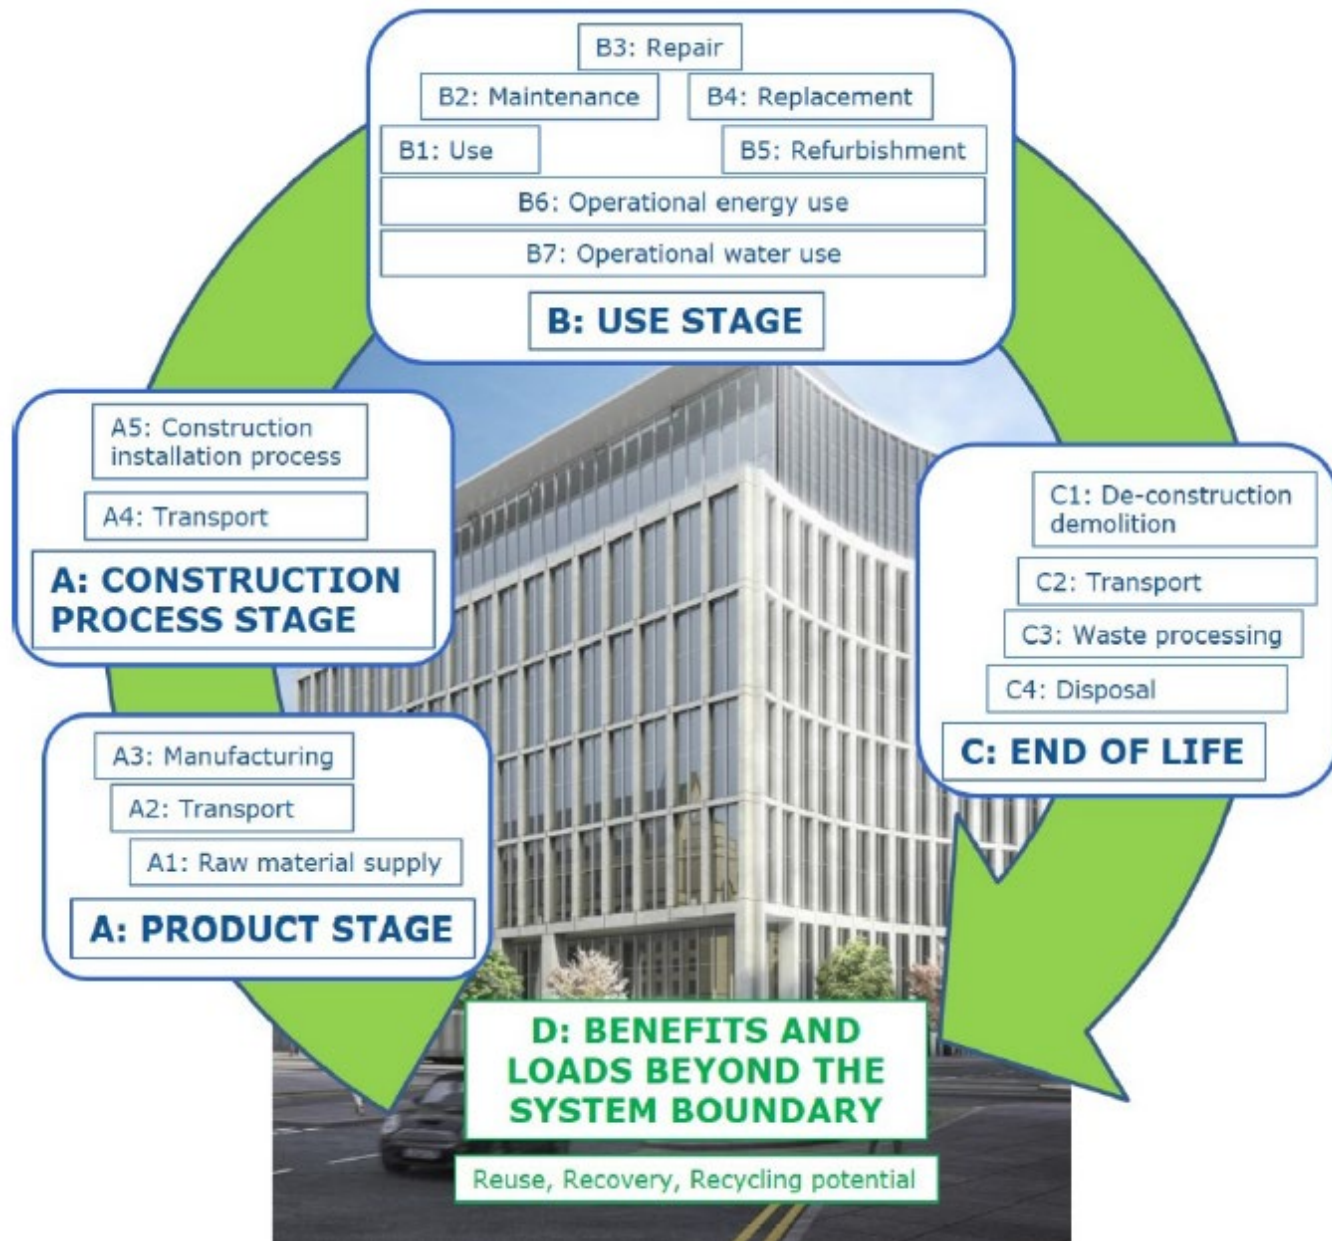 B3: Repair
B2: Maintenance
B4: Replacement
B1: Use
B5: Refurbishment
B6: Operational energy use
B7: Operational water use
B: USE STAGE
A5: Construction
installation process
A4: Transport
A: CONSTRUCTION
PROCESS STAGE
A3: Manufacturing
A2: Transport
A1: Raw material supply
A: PRODUCT STAGE
C1: De-construction
demolition
C2: Transport
C3: Waste processing
C4: Disposal
C: END OF LIFE
D: BENEFITS AND
LOADS BEYOND THE
SYSTEM BOUNDARY
Reuse, Recovery, Recycling potential